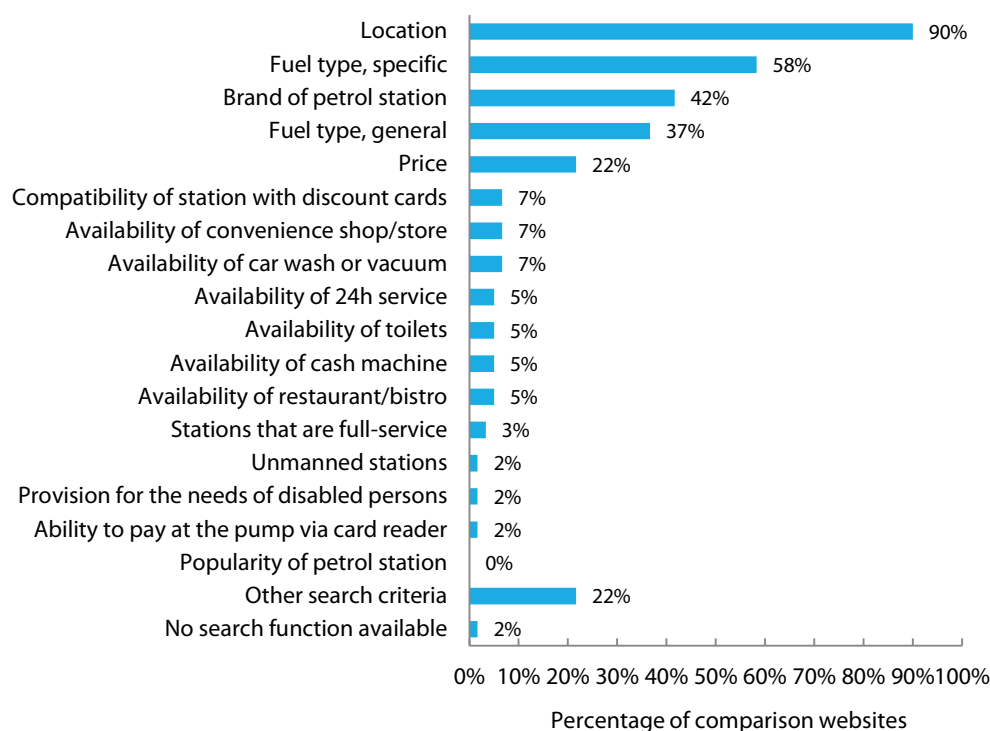 Location 90%
Fuel type, specific 58%
Brand of petrol station 42%
Fuel type, general 37%
Price 22%
Compatibility of station with discount cards 7%
Availability of convenience shop/store 7%
Availability of car wash or vacuum 7%
Availability of 24h service 5%
Availability of toilets 5%
Availability of cash machine 5%
Availability of restaurant/bistro 5%
Stations that are full-service 3%
Unmanned stations 2%
Provision for the needs of disabled persons 2%
Ability to pay at the pump via card reader 2%
Popularity of petrol station 0%
Other search criteria 22%
No search function available 2%
0% 10% 20% 30% 40% 50% 60% 70% 80% 90% 100%
Percentage of comparison websites